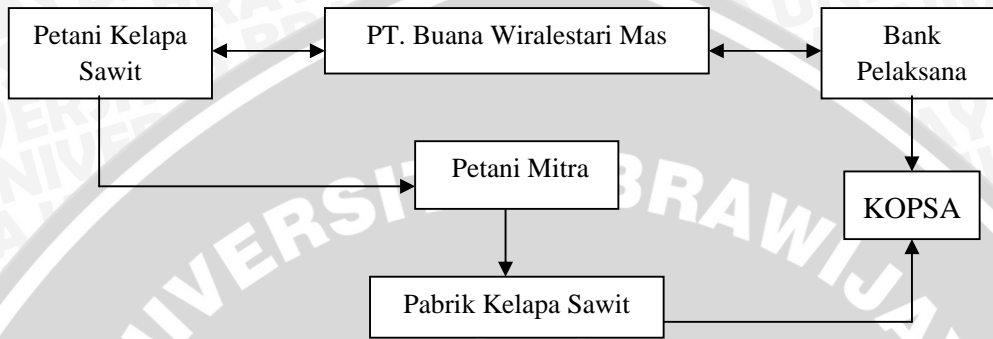 Petani Kelapa
Sawit
PT. Buana Wiralestari Mas
Bank
Pelaksana
Petani Mitra
KOPSA
Pabrik Kelapa Sawit